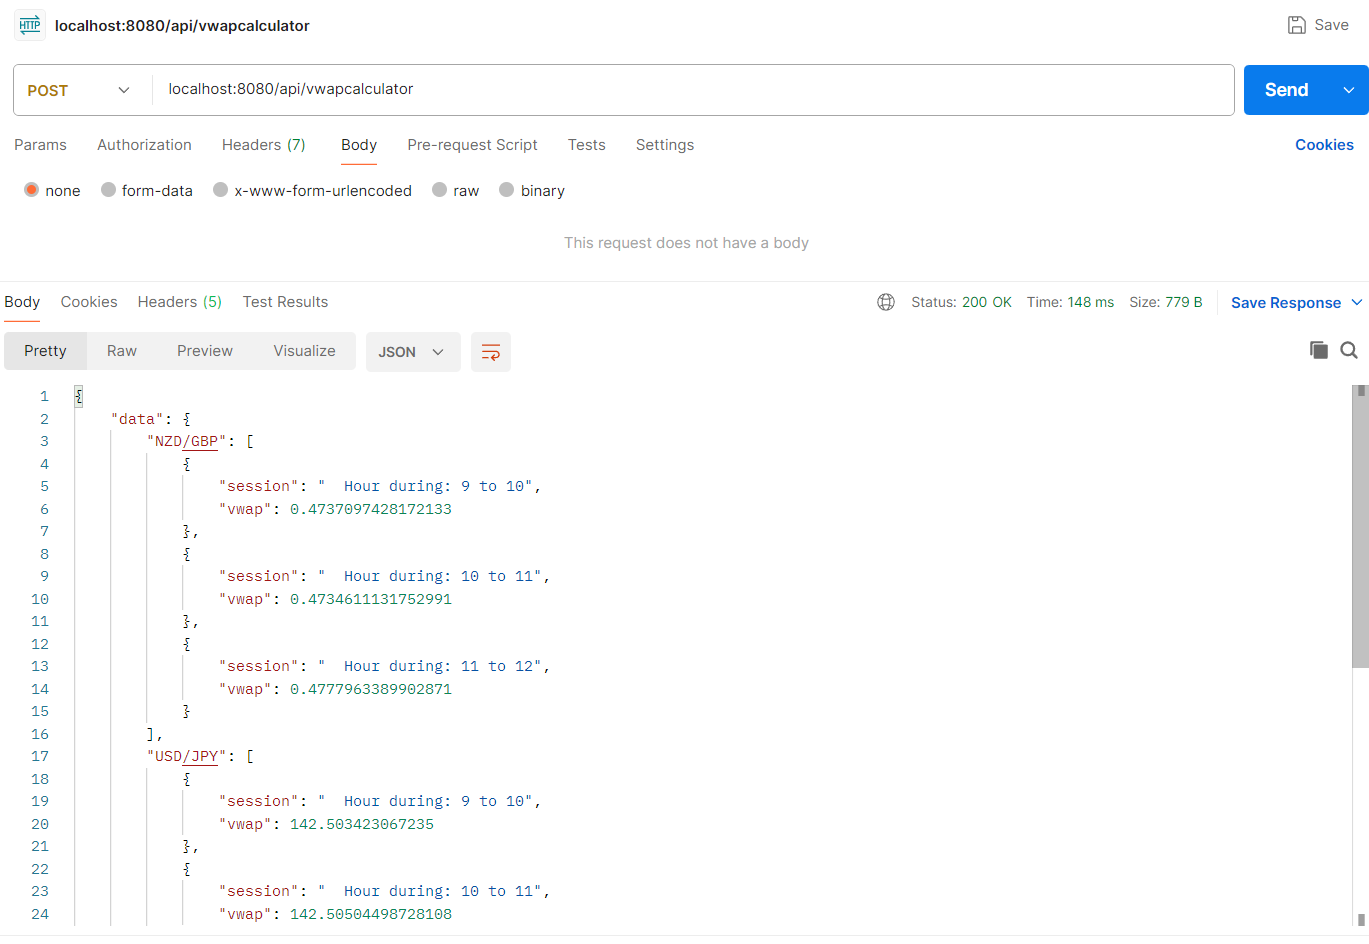 HTTP localhost:8080/api/vwapcalculator Save
POST localhost:8080/api/vwapcalculator Send
Params Authorization Headers (7) Body Pre-request Script Tests Settings Cookies
none form-data x-www-form-urlencoded raw binary
This request does not have a body
Body Cookies Headers (5) Test Results Status: 200 OK Time: 148 ms Size: 779 B Save Response
Pretty Raw Preview Visualize JSON
1 {
2 "data": {
3 "NZD/GBP": [
4 {
5 "session": "  Hour during: 9 to 10",
6 "vwap": 0.4737097428172133
7 },
8 {
9 "session": "  Hour during: 10 to 11",
10 "vwap": 0.4734611131752991
11 },
12 {
13 "session": "  Hour during: 11 to 12",
14 "vwap": 0.4777963389902871
15 }
16 ],
17 "USD/JPY": [
18 {
19 "session": "  Hour during: 9 to 10",
20 "vwap": 142.503423067235
21 },
22 {
23 "session": "  Hour during: 10 to 11",
24 "vwap": 142.50504498728108